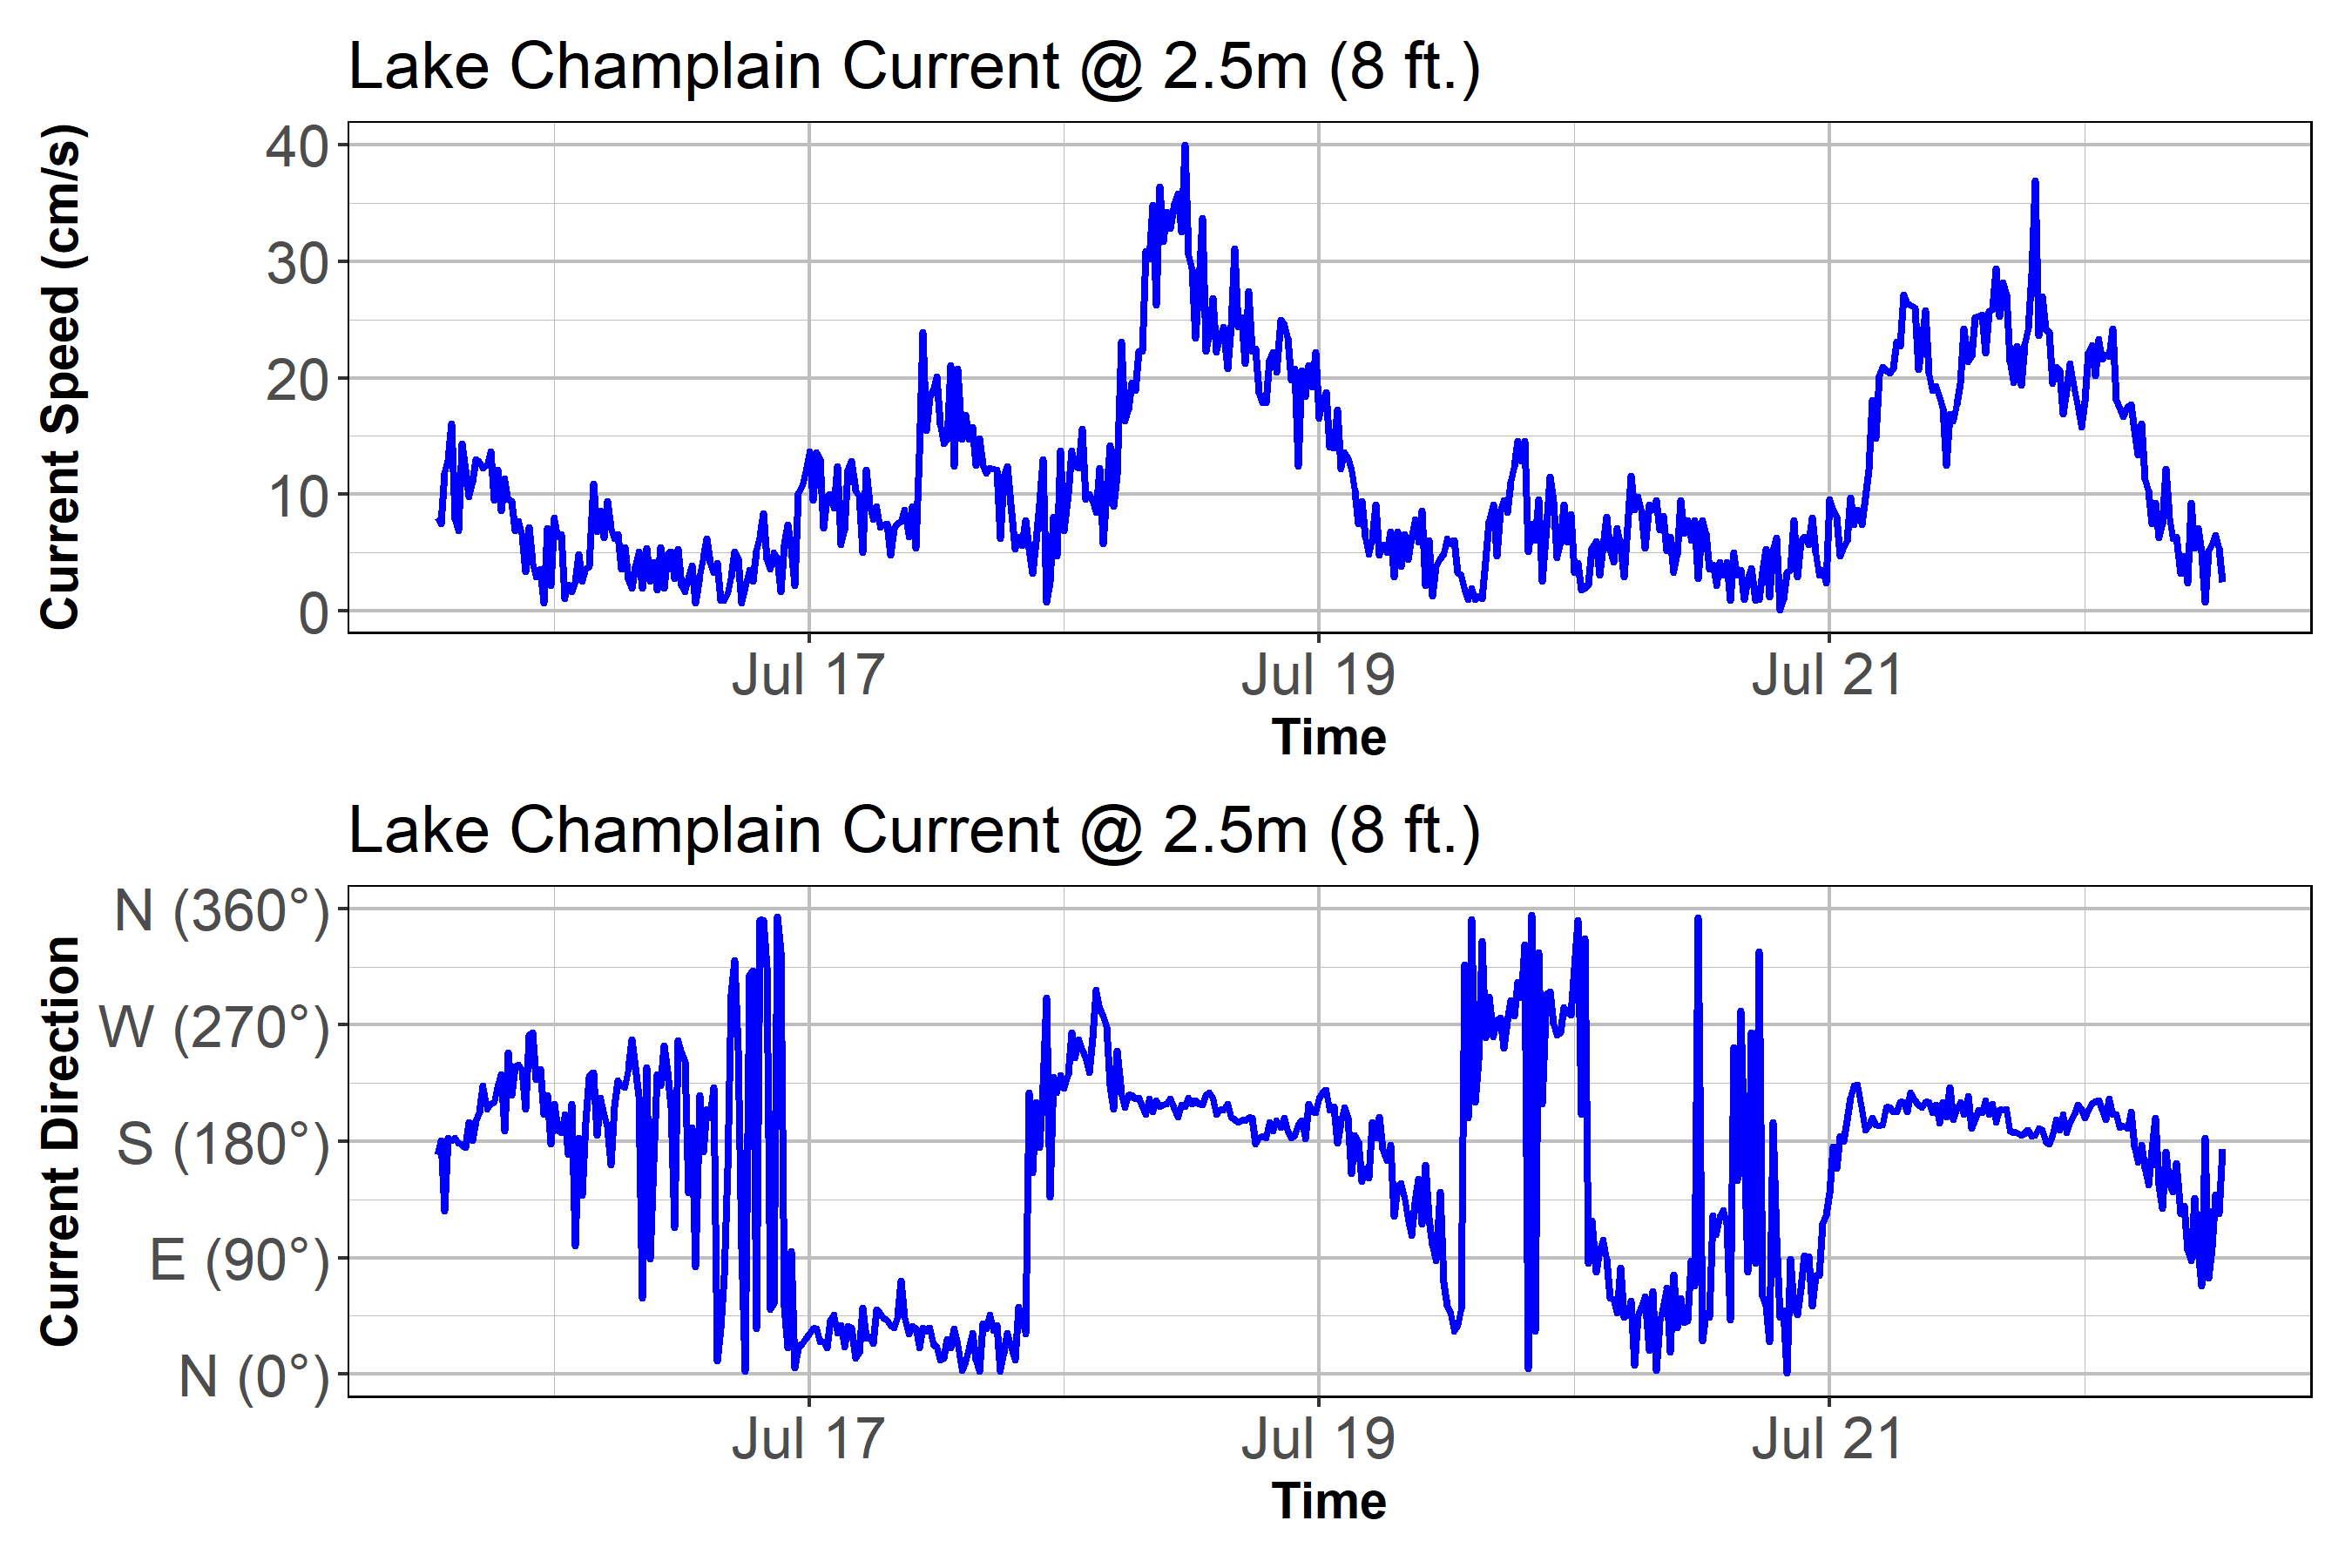 Lake Champlain Current @ 2.5m (8 ft.)
Current Speed (cm/s)
40
30
20
10
0
Jul 17 Jul 19 Jul 21
Time
Lake Champlain Current @ 2.5m (8 ft.)
Current Direction
N (360°)
W (270°)
S (180°)
E (90°)
N (0°)
Jul 17 Jul 19 Jul 21
Time